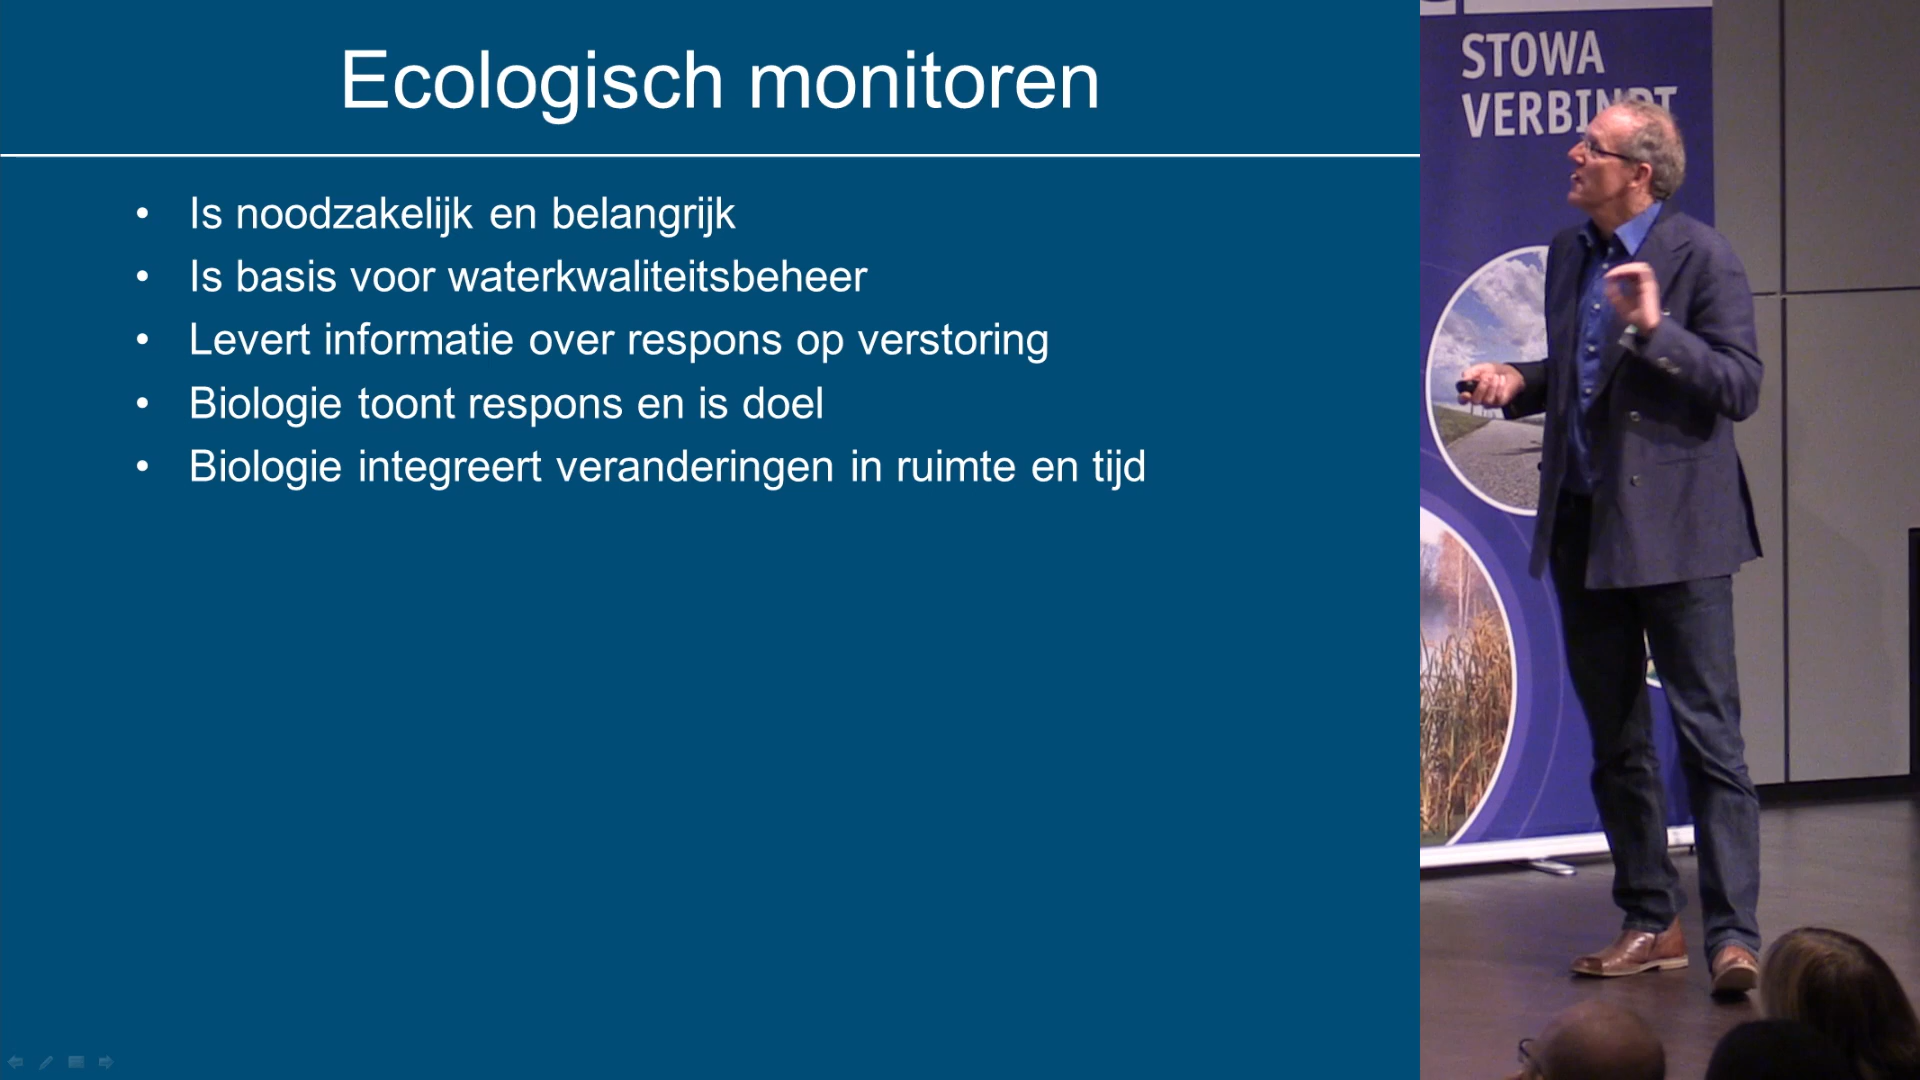 Ecologisch monitoren
• Is noodzakelijk en belangrijk
• Is basis voor waterkwaliteitsbeheer
• Levert informatie over respons op verstoring
• Biologie toont respons en is doel
• Biologie integreert veranderingen in ruimte en tijd
STOWA
VERBINDT